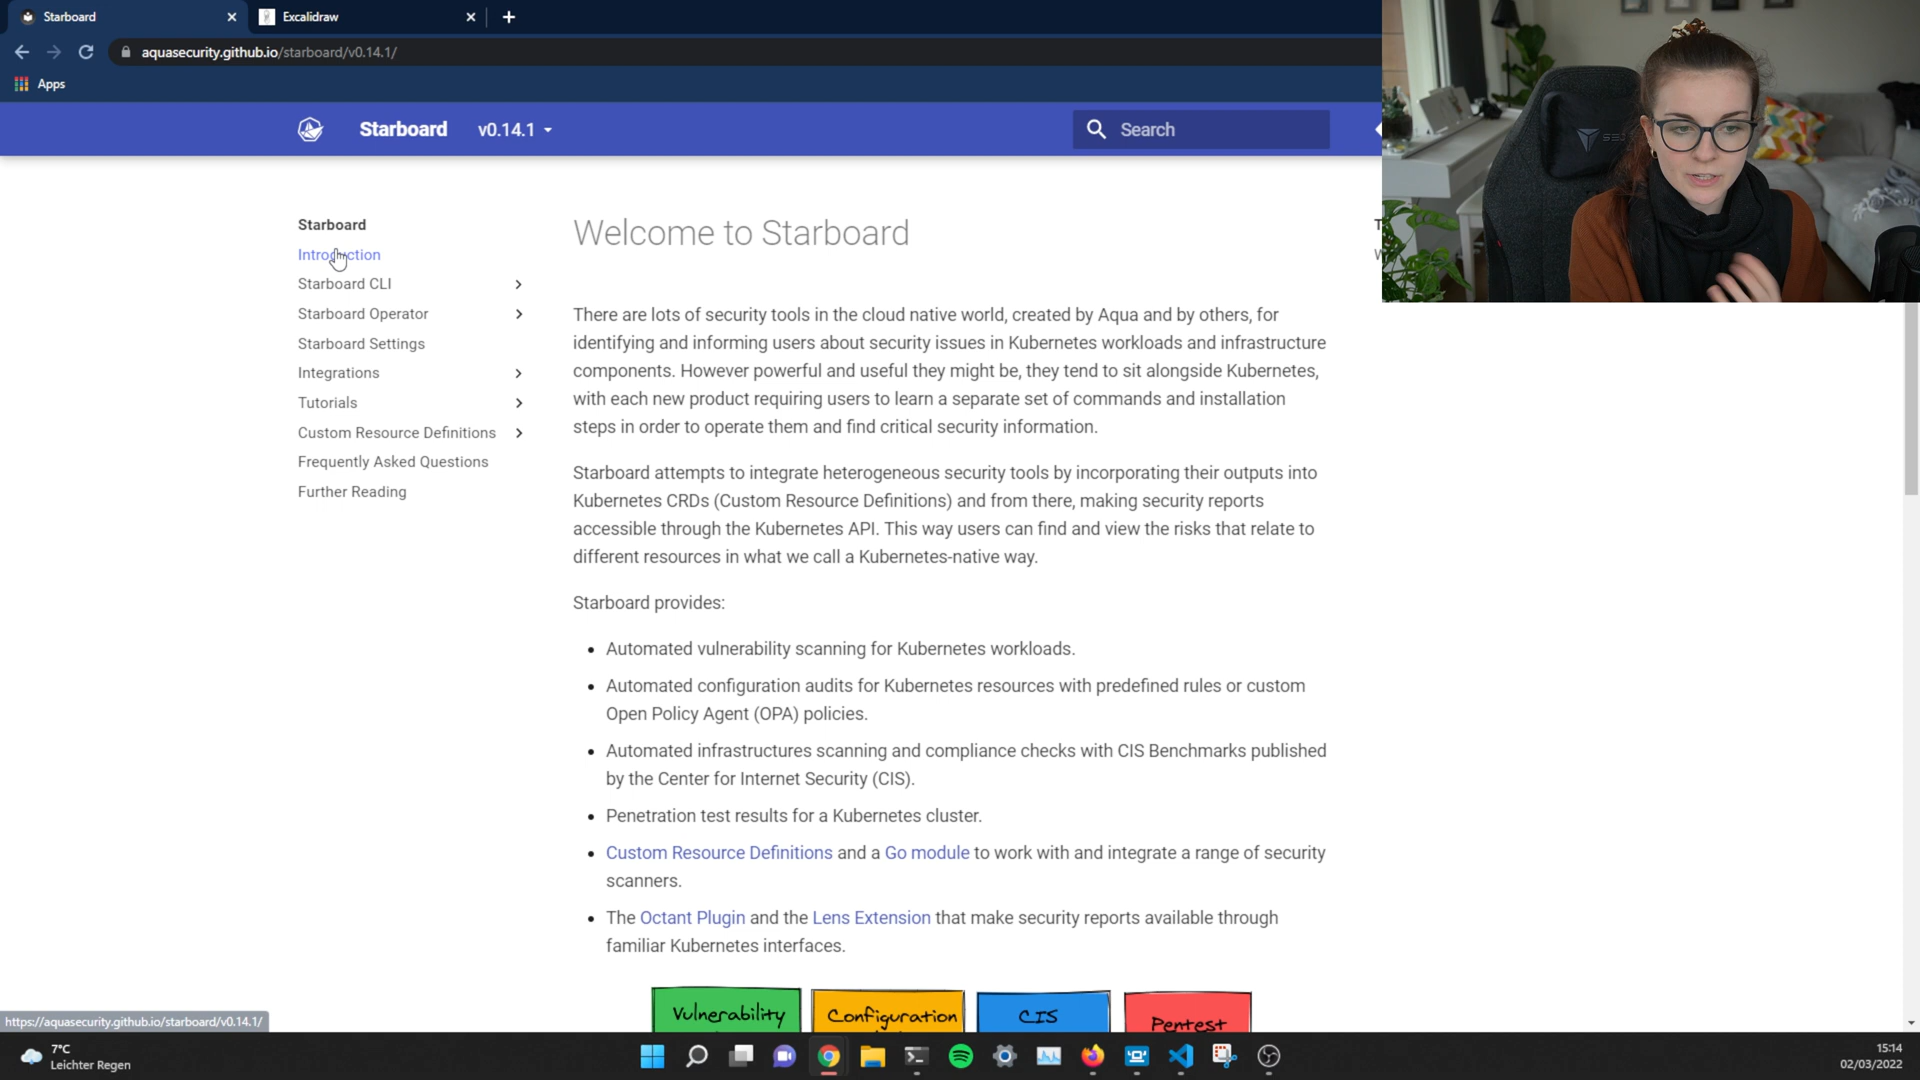 Starboard
Excalidraw
aquasecurity.github.io/starboard/v0.14.1/
Apps
Starboard
v0.14.1
Search
Starboard
Introduction
Starboard CLI
Starboard Operator
Starboard Settings
Integrations
Tutorials
Custom Resource Definitions
Frequently Asked Questions
Further Reading
Welcome to Starboard
There are lots of security tools in the cloud native world, created by Aqua and by others, for
identifying and informing users about security issues in Kubernetes workloads and infrastructure
components. However powerful and useful they might be, they tend to sit alongside Kubernetes,
with each new product requiring users to learn a separate set of commands and installation
steps in order to operate them and find critical security information.
Starboard attempts to integrate heterogeneous security tools by incorporating their outputs into
Kubernetes CRDs (Custom Resource Definitions) and from there, making security reports
accessible through the Kubernetes API. This way users can find and view the risks that relate to
different resources in what we call a Kubernetes-native way.
Starboard provides:
• Automated vulnerability scanning for Kubernetes workloads.
• Automated configuration audits for Kubernetes resources with predefined rules or custom
Open Policy Agent (OPA) policies.
• Automated infrastructures scanning and compliance checks with CIS Benchmarks published
by the Center for Internet Security (CIS).
• Penetration test results for a Kubernetes cluster.
• Custom Resource Definitions and a Go module to work with and integrate a range of security
scanners.
• The Octant Plugin and the Lens Extension that make security reports available through
familiar Kubernetes interfaces.
Vulnerability
Configuration
CIS
Pentest
https://aquasecurity.github.io/starboard/v0.14.1/
7°C
Leichter Regen
15:14
02/03/2022